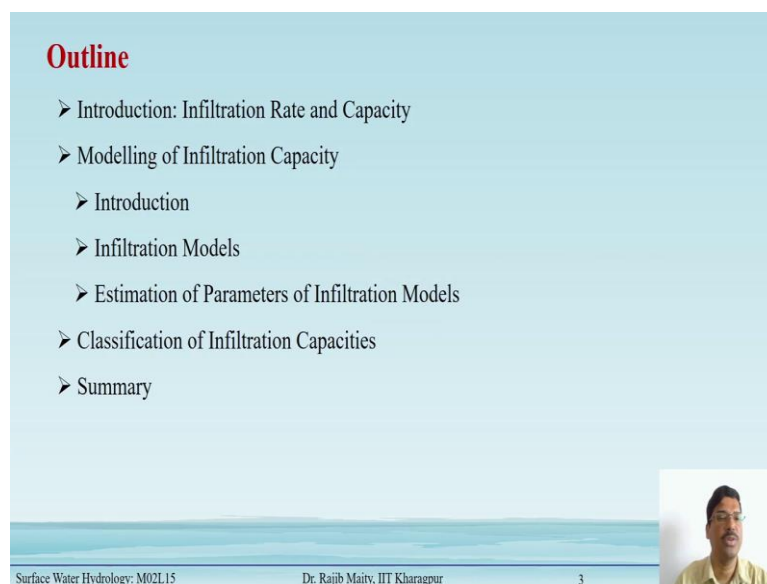 Outline
➢ Introduction: Infiltration Rate and Capacity
➢ Modelling of Infiltration Capacity
➢ Introduction
➢ Infiltration Models
➢ Estimation of Parameters of Infiltration Models
➢ Classification of Infiltration Capacities
➢ Summary
Surface Water Hydrology: M02L15 Dr. Rajib Maity, IIT Kharagpur 3